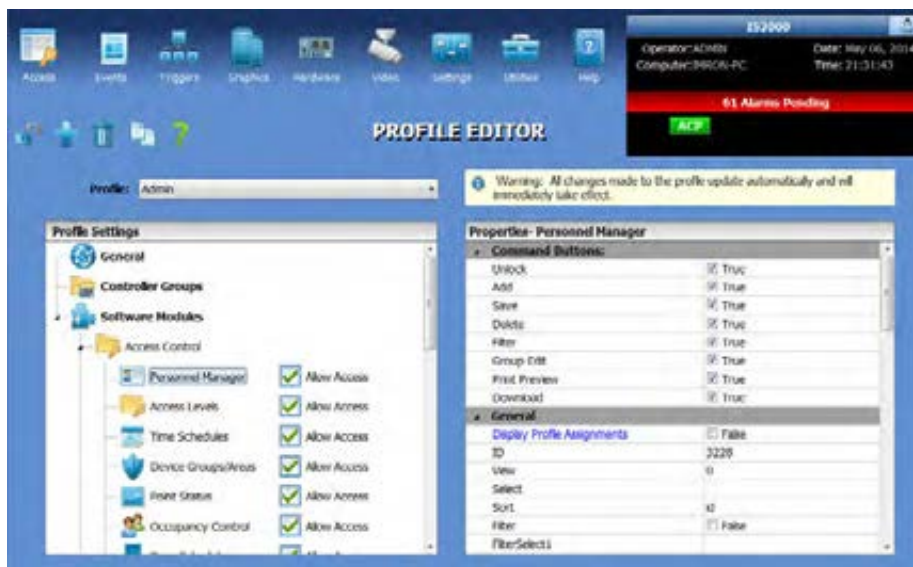 IS2000
Access Events Triggers Graphics Hardware Video Settings Utilities Help
Operator:ADMIN Date: May 06, 2014
Computer:IMRON-PC Time: 21:31:43
61 Alarms Pending
ACP
PROFILE EDITOR
Profile: Admin
Warning: All changes made to the profile update automatically and will
immediately take effect.
Profile Settings
General
Controller Groups
Software Modules
Access Control
Personnel Manager Allow Access
Access Levels Allow Access
Time Schedules Allow Access
Device Groups/Areas Allow Access
Point Status Allow Access
Occupancy Control Allow Access
Properties- Personnel Manager
Command Buttons:
Unlock True
Add True
Save True
Delete True
Filter True
Group Edit True
Print Preview True
Download True
General
Display Profile Assignments False
ID 3228
View 0
Select
Sort
Filter False
FilterSelect1